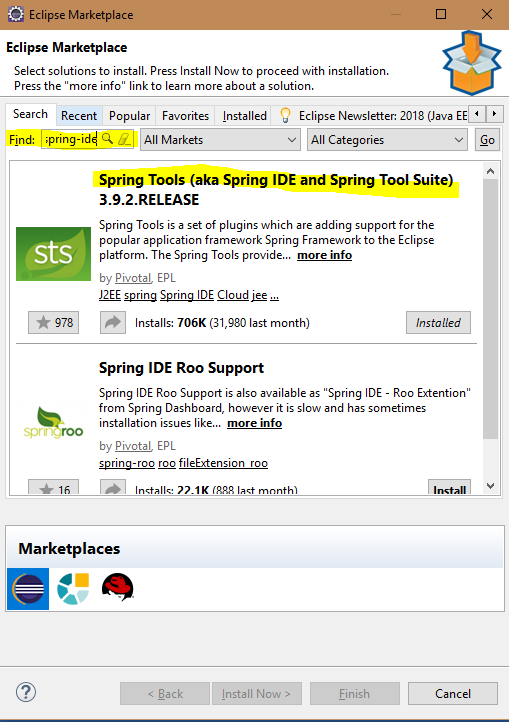 Eclipse Marketplace
Eclipse Marketplace
Select solutions to install. Press Install Now to proceed with installation.
Press the "more info" link to learn more about a solution.
Search Recent Popular Favorites Installed Eclipse Newsletter: 2018 (Java EE
Find: spring-ide All Markets All Categories Go
Spring Tools (aka Spring IDE and Spring Tool Suite)
3.9.2.RELEASE
Spring Tools is a set of plugins which are adding support for the
popular application framework Spring Framework to the Eclipse
platform. The Spring Tools provide... more info
sts
by Pivotal, EPL
J2EE spring Spring IDE Cloud jee ...
978 Installs: 706K (31,980 last month) Installed
Spring IDE Roo Support
Spring IDE Roo Support is also available as "Spring IDE - Roo Extention"
from Spring Dashboard, however it is slow and has sometimes
installation issues like... more info
springroo
by Pivotal, EPL
spring-roo roo fileExtension_roo
16 Installs: 22.1K (888 last month) Install
Marketplaces
? < Back Install Now > Finish Cancel